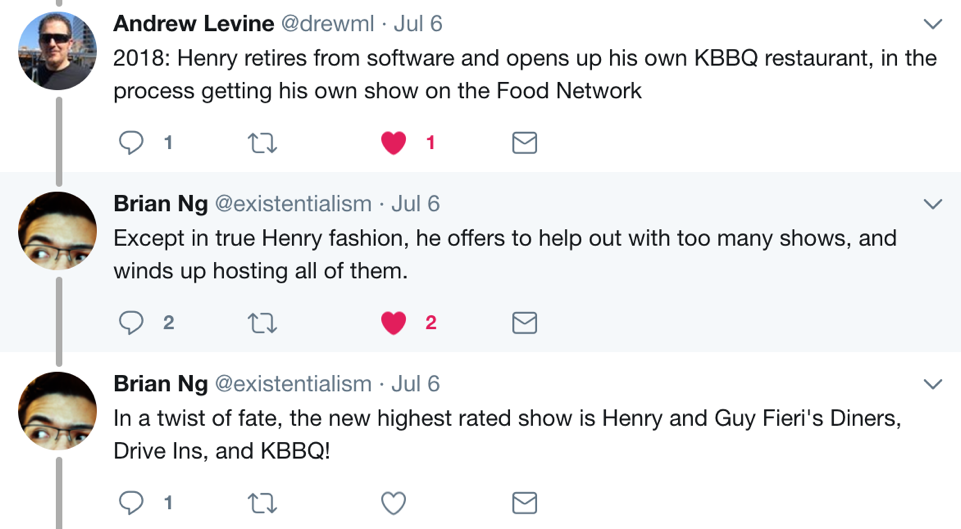 Andrew Levine @drewml · Jul 6
2018: Henry retires from software and opens up his own KBBQ restaurant, in the
process getting his own show on the Food Network
1 1
Brian Ng @existentialism · Jul 6
Except in true Henry fashion, he offers to help out with too many shows, and
winds up hosting all of them.
2 2
Brian Ng @existentialism · Jul 6
In a twist of fate, the new highest rated show is Henry and Guy Fieri's Diners,
Drive Ins, and KBBQ!
1